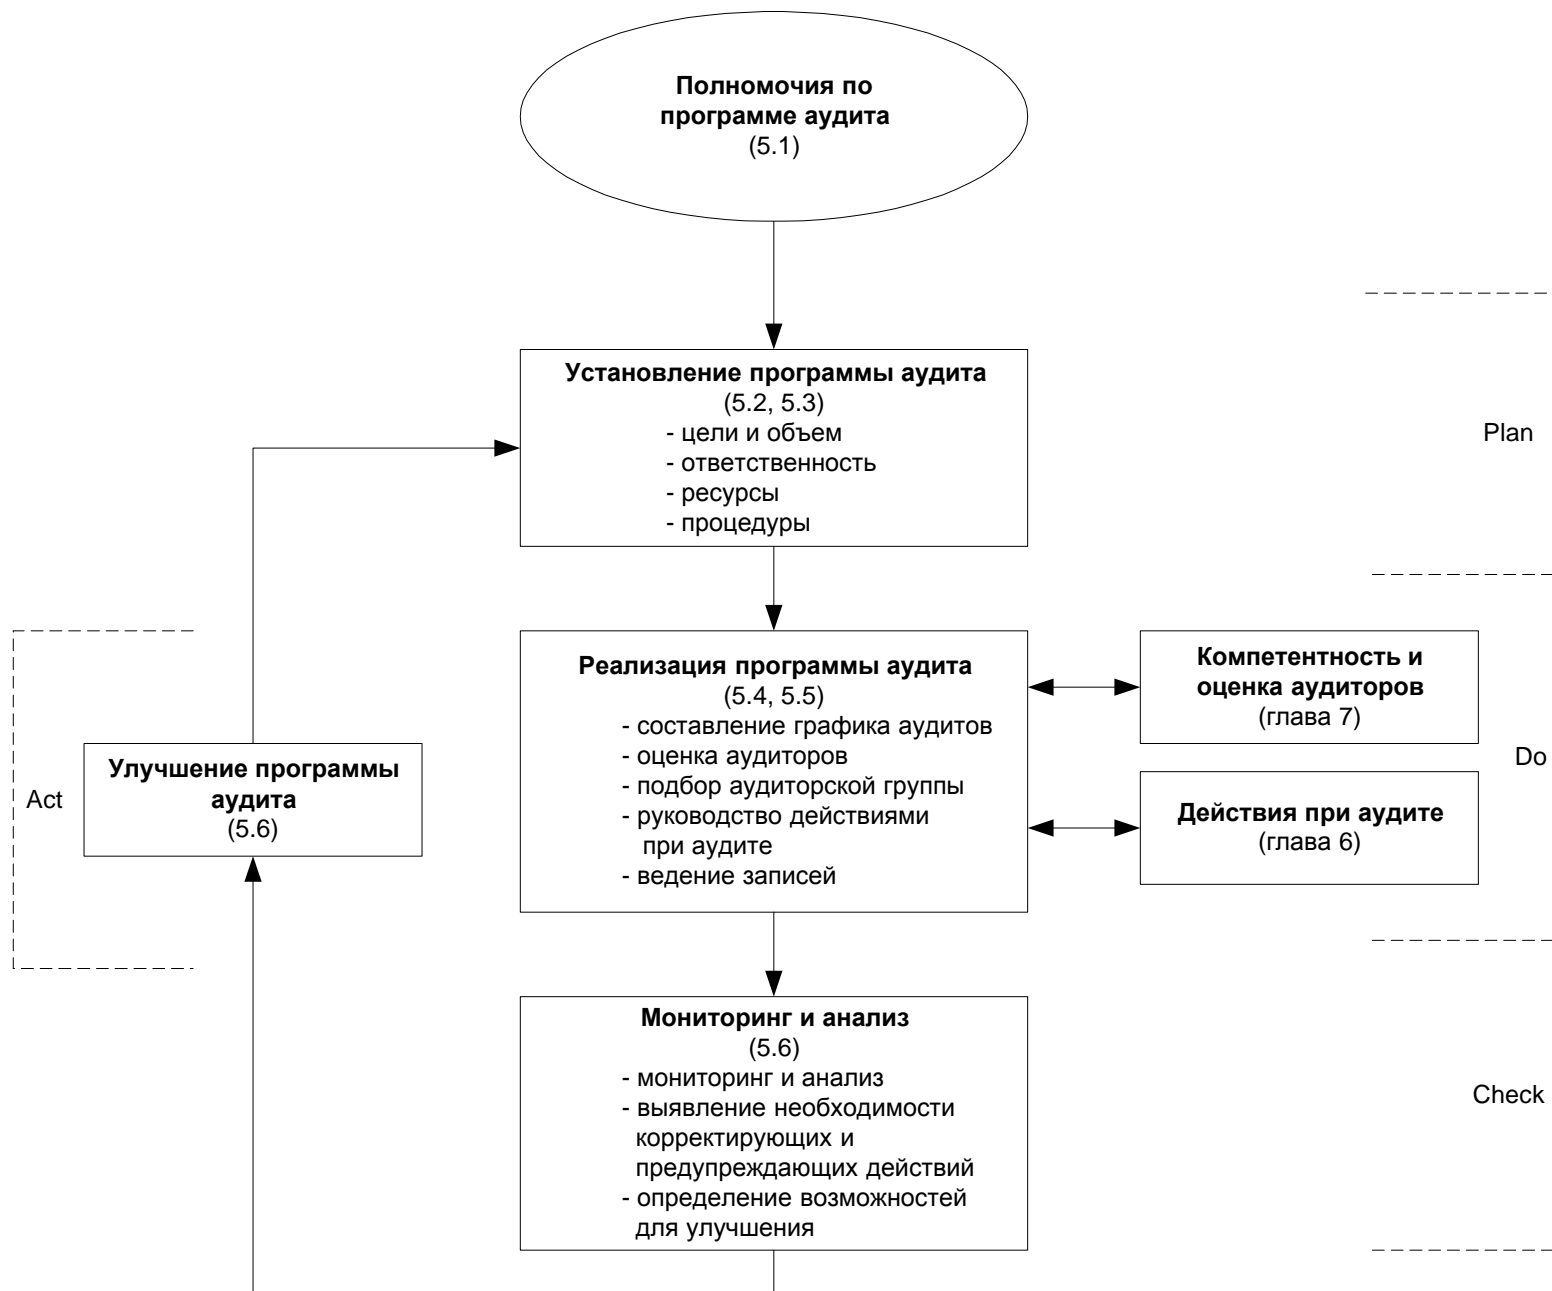 Полномочия по
программе аудита
(5.1)
Установление программы аудита
(5.2, 5.3)
- цели и объем
- ответственность
- ресурсы
- процедуры
Plan
Реализация программы аудита
(5.4, 5.5)
- составление графика аудитов
- оценка аудиторов
- подбор аудиторской группы
- руководство действиями
при аудите
- ведение записей
Компетентность и
оценка аудиторов
(глава 7)
Действия при аудите
(глава 6)
Do
Act
Улучшение программы
аудита
(5.6)
Мониторинг и анализ
(5.6)
- мониторинг и анализ
- выявление необходимости
корректирующих и
предупреждающих действий
- определение возможностей
для улучшения
Check